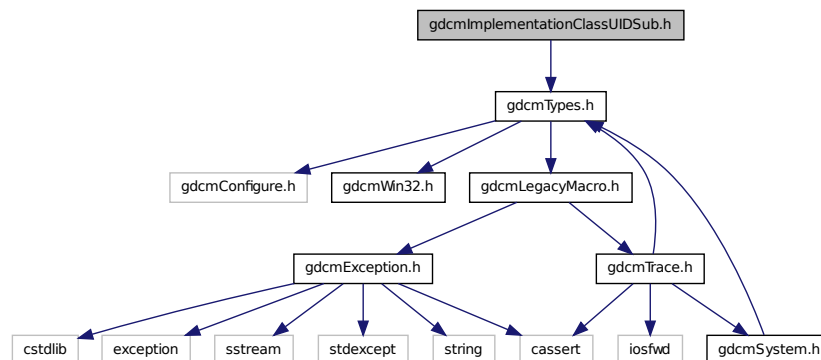 gdcmImplementationClassUIDSub.h
gdcmTypes.h
gdcmConfigure.h
gdcmWin32.h
gdcmLegacyMacro.h
gdcmException.h
gdcmTrace.h
cstdlib
exception
sstream
stdexcept
string
cassert
iosfwd
gdcmSystem.h